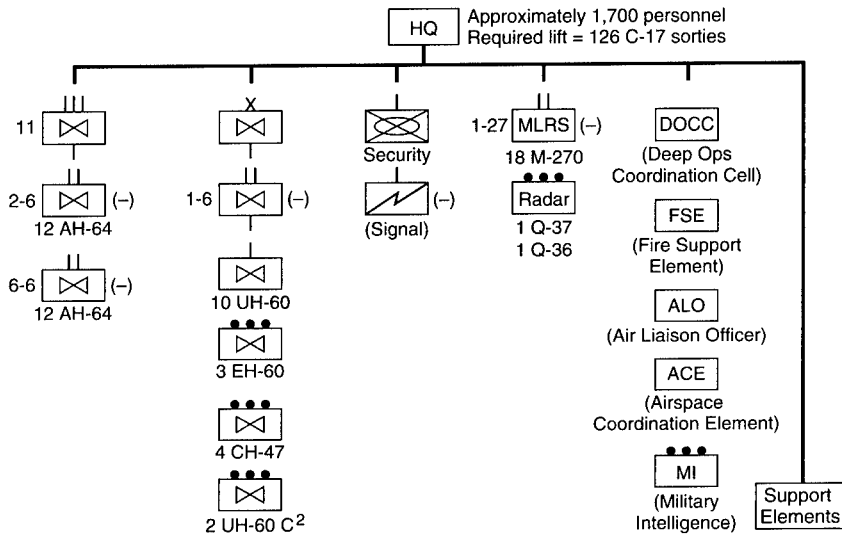 HQ
Approximately 1,700 personnel
Required lift = 126 C-17 sorties
11
2-6
(–)
12 AH-64
6-6
(–)
12 AH-64
X
1-6
(–)
10 UH-60
3 EH-60
4 CH-47
2 UH-60 C²
Security
(–)
(Signal)
1-27
MLRS
(–)
18 M-270
Radar
1 Q-37
1 Q-36
DOCC
(Deep Ops
Coordination Cell)
FSE
(Fire Support
Element)
ALO
(Air Liaison Officer)
ACE
(Airspace
Coordination Element)
MI
(Military
Intelligence)
Support
Elements